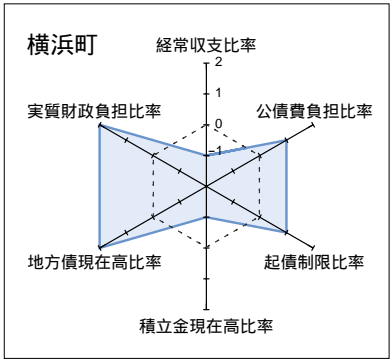 横浜町
経常収支比率
2
1
0
-1
実質財政負担比率
公債費負担比率
地方債現在高比率
起債制限比率
積立金現在高比率